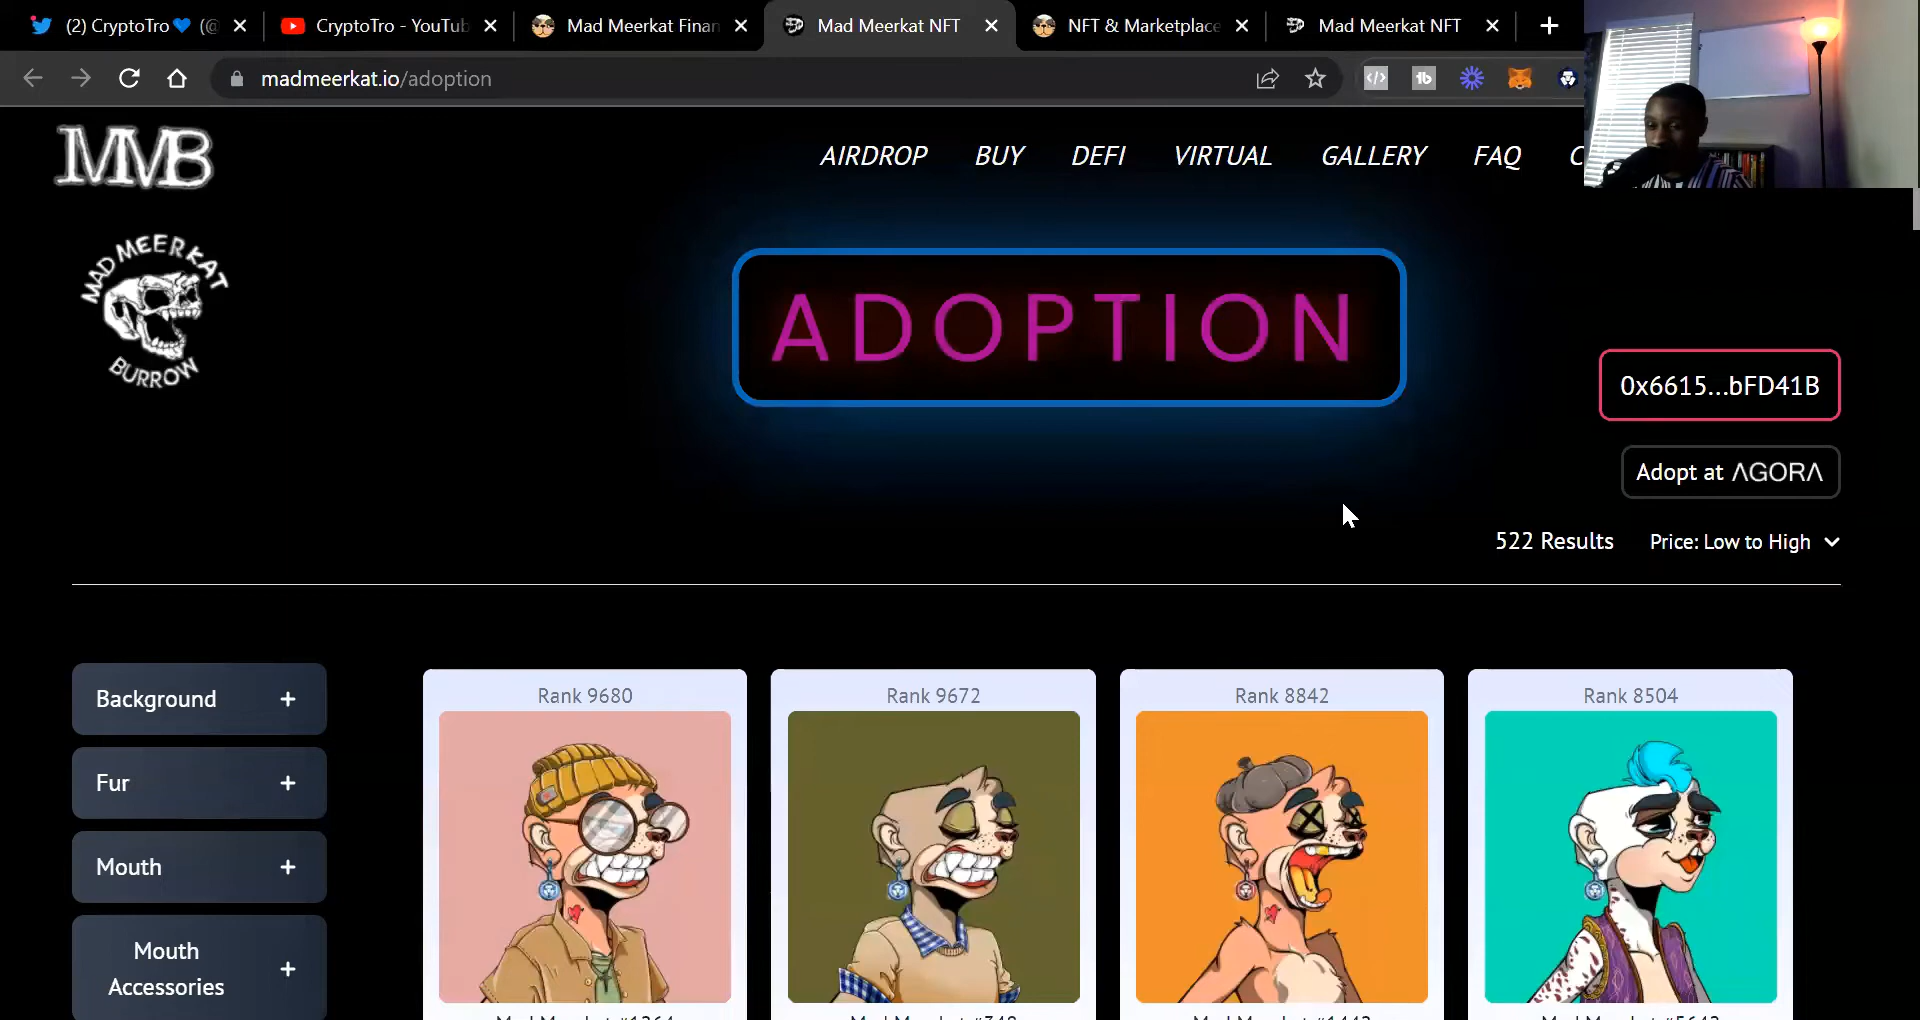 (2) CryptoTro💙 (@
CryptoTro - YouTub
Mad Meerkat Finan
Mad Meerkat NFT
NFT & Marketplace
Mad Meerkat NFT
madmeerkat.io/adoption
tb
MMB
AIRDROP
BUY
DEFI
VIRTUAL
GALLERY
FAQ
MAD MEERKAT
BURROW
ADOPTION
0x6615...bFD41B
Adopt at ΛGORΛ
522 Results
Price: Low to High
Background +
Fur +
Mouth +
Mouth
Accessories +
Rank 9680
Rank 9672
Rank 8842
Rank 8504